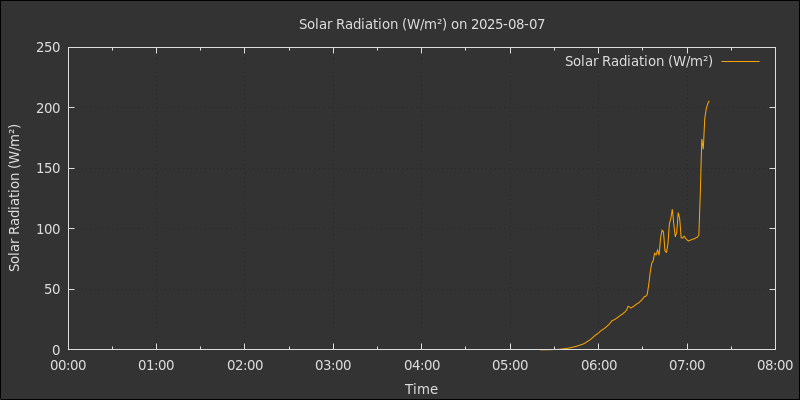 Solar Radiation (W/m²) on 2025-08-07
Solar Radiation (W/m²)
250
200
150
100
50
0
Solar Radiation (W/m²)
00:00 01:00 02:00 03:00 04:00 05:00 06:00 07:00 08:00
Time